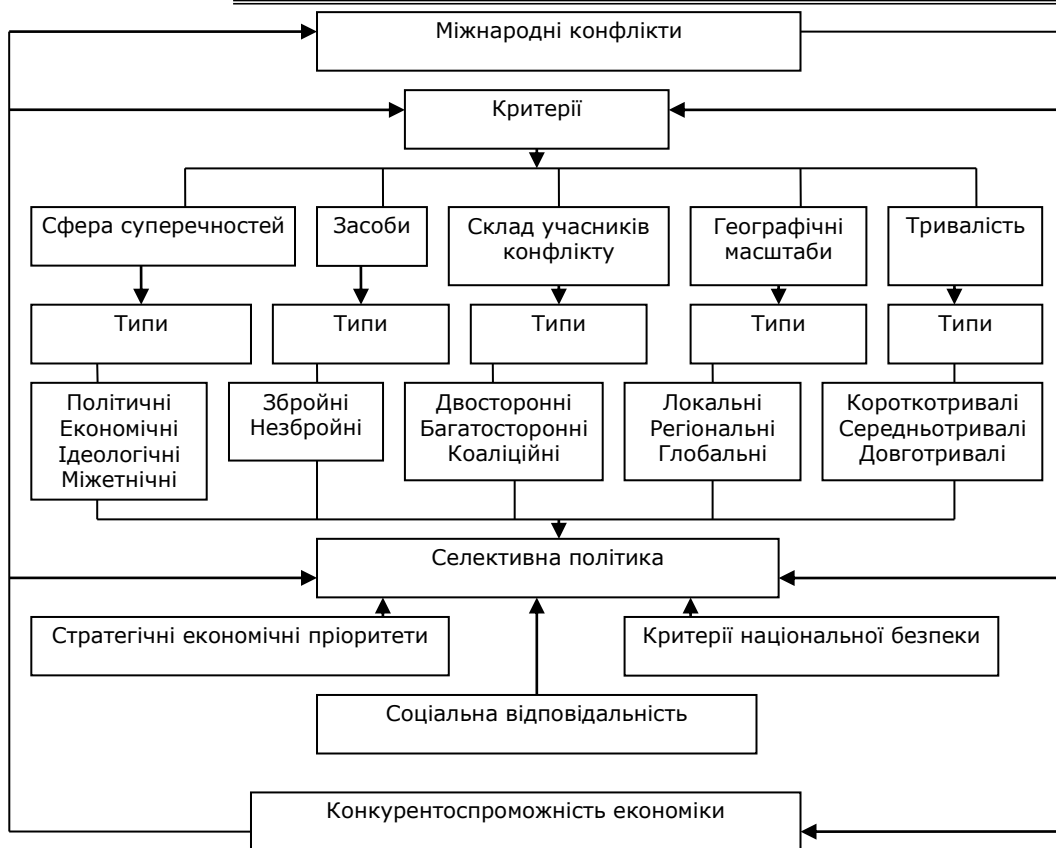 Міжнародні конфлікти
Критерії
Сфера суперечностей
Засоби
Склад учасників
конфлікту
Географічні
масштаби
Тривалість
Типи
Типи
Типи
Типи
Типи
Політичні
Економічні
Ідеологічні
Міжетнічні
Збройні
Незбройні
Двосторонні
Багатосторонні
Коаліційні
Локальні
Регіональні
Глобальні
Короткотривалі
Середньотривалі
Довготривалі
Селективна політика
Стратегічні економічні пріоритети
Критерії національної безпеки
Соціальна відповідальність
Конкурентоспроможність економіки